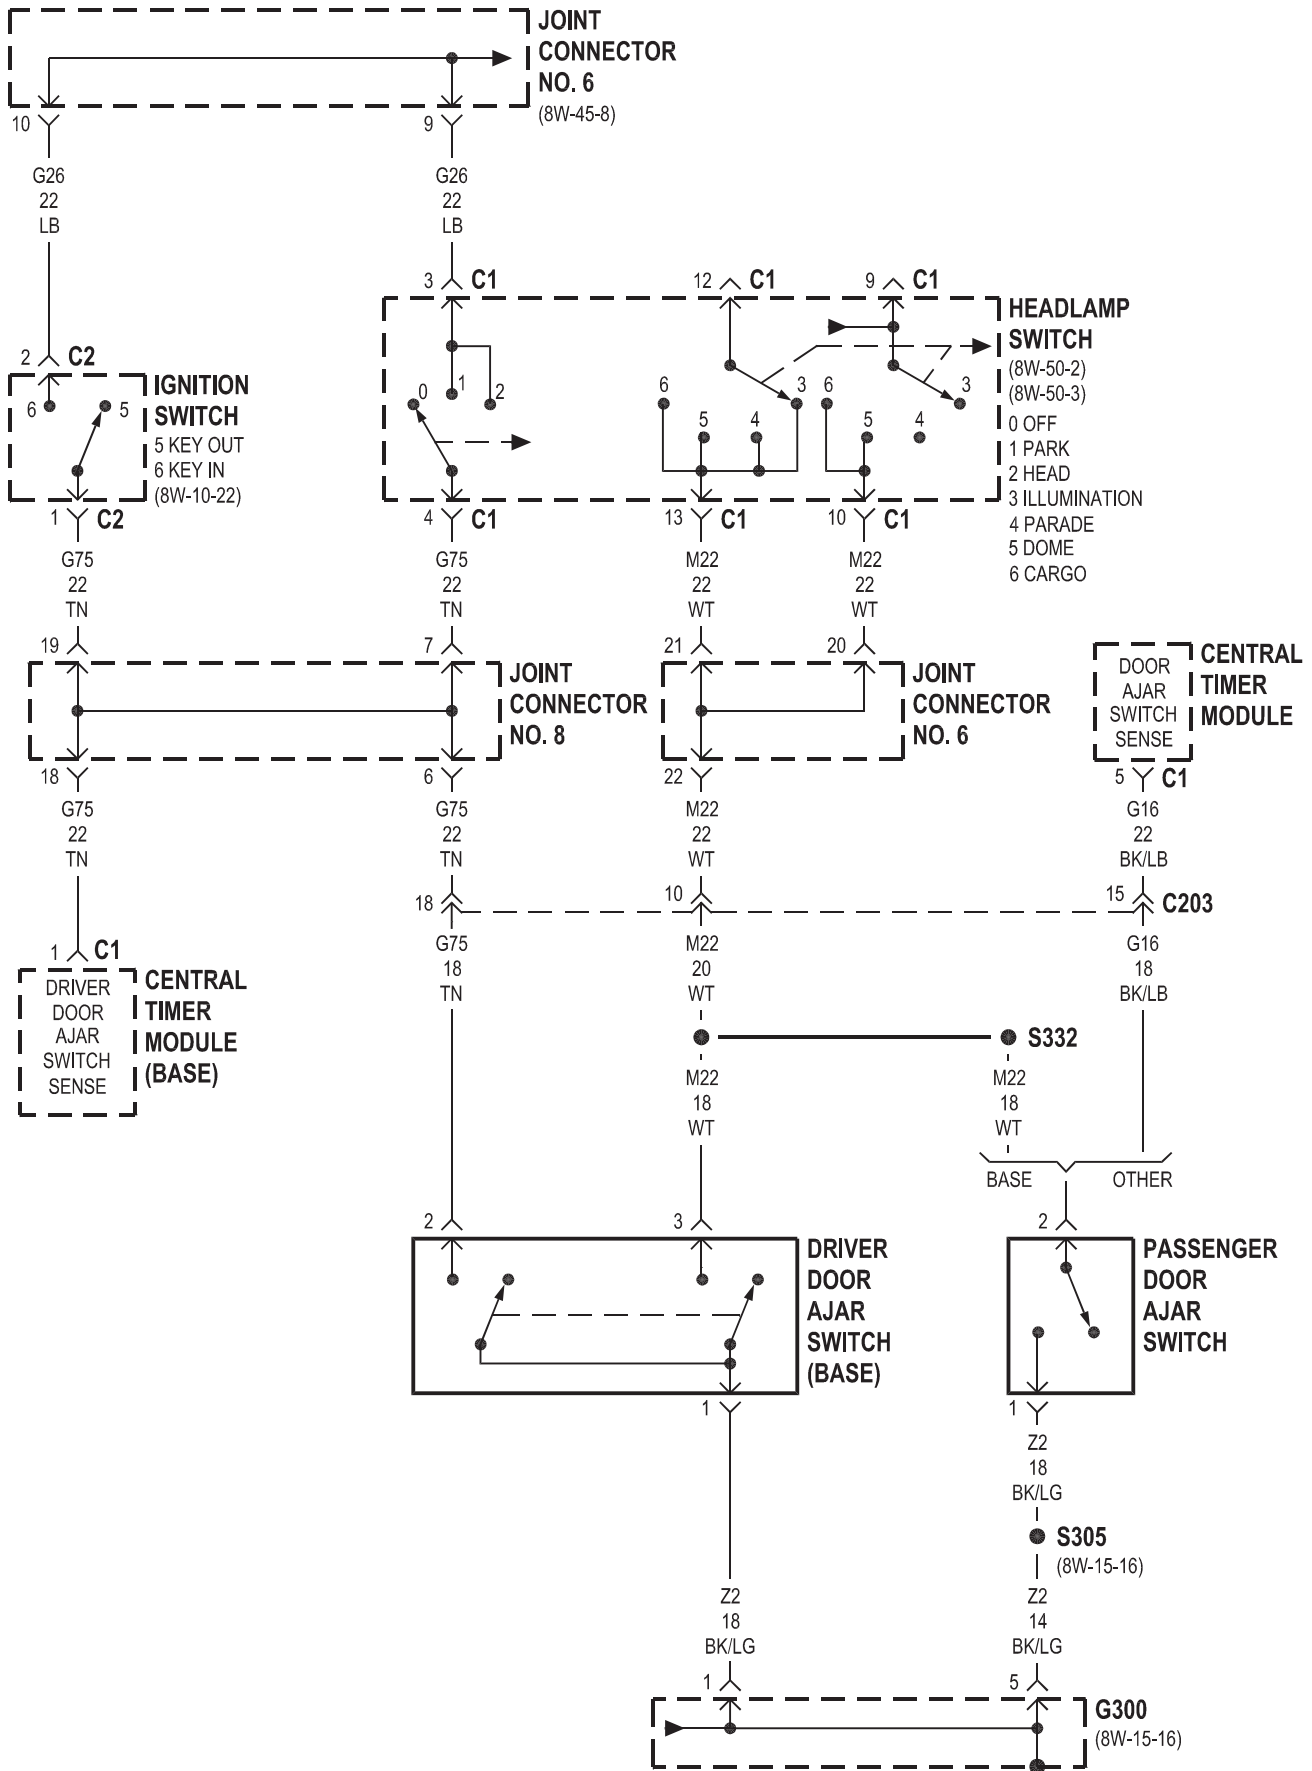 JOINT
CONNECTOR
NO. 6
(8W-45-8)
10
9
G26
22
LB
G26
22
LB
3
C1
12
C1
9
C1
HEADLAMP
SWITCH
(8W-50-2)
(8W-50-3)
0 OFF
1 PARK
2 HEAD
3 ILLUMINATION
4 PARADE
5 DOME
6 CARGO
2
C2
IGNITION
SWITCH
5 KEY OUT
6 KEY IN
(8W-10-22)
6
5
0
1
2
6
5
4
3
6
5
4
3
1
C2
4
C1
13
C1
10
C1
G75
22
TN
G75
22
TN
M22
22
WT
M22
22
WT
19
7
21
20
JOINT
CONNECTOR
NO. 8
JOINT
CONNECTOR
NO. 6
DOOR
AJAR
SWITCH
SENSE
CENTRAL
TIMER
MODULE
18
6
22
5
C1
G75
22
TN
G75
22
TN
M22
22
WT
G16
22
BK/LB
18
10
15
C203
G75
18
TN
M22
20
WT
G16
18
BK/LB
1
C1
DRIVER
DOOR
AJAR
SWITCH
SENSE
CENTRAL
TIMER
MODULE
(BASE)
S332
M22
18
WT
M22
18
WT
BASE
OTHER
2
3
2
DRIVER
DOOR
AJAR
SWITCH
(BASE)
PASSENGER
DOOR
AJAR
SWITCH
1
1
Z2
18
BK/LG
S305
(8W-15-16)
Z2
18
BK/LG
Z2
14
BK/LG
1
5
G300
(8W-15-16)